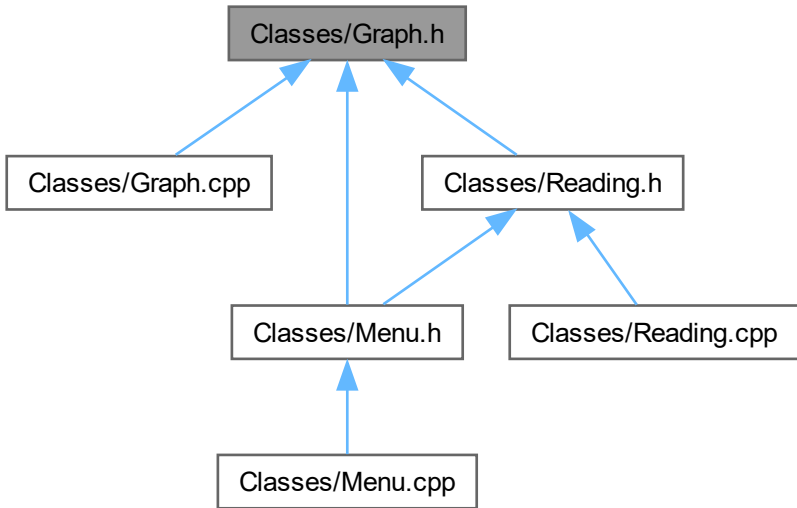 Classes/Graph.h
Classes/Graph.cpp
Classes/Reading.h
Classes/Menu.h
Classes/Reading.cpp
Classes/Menu.cpp